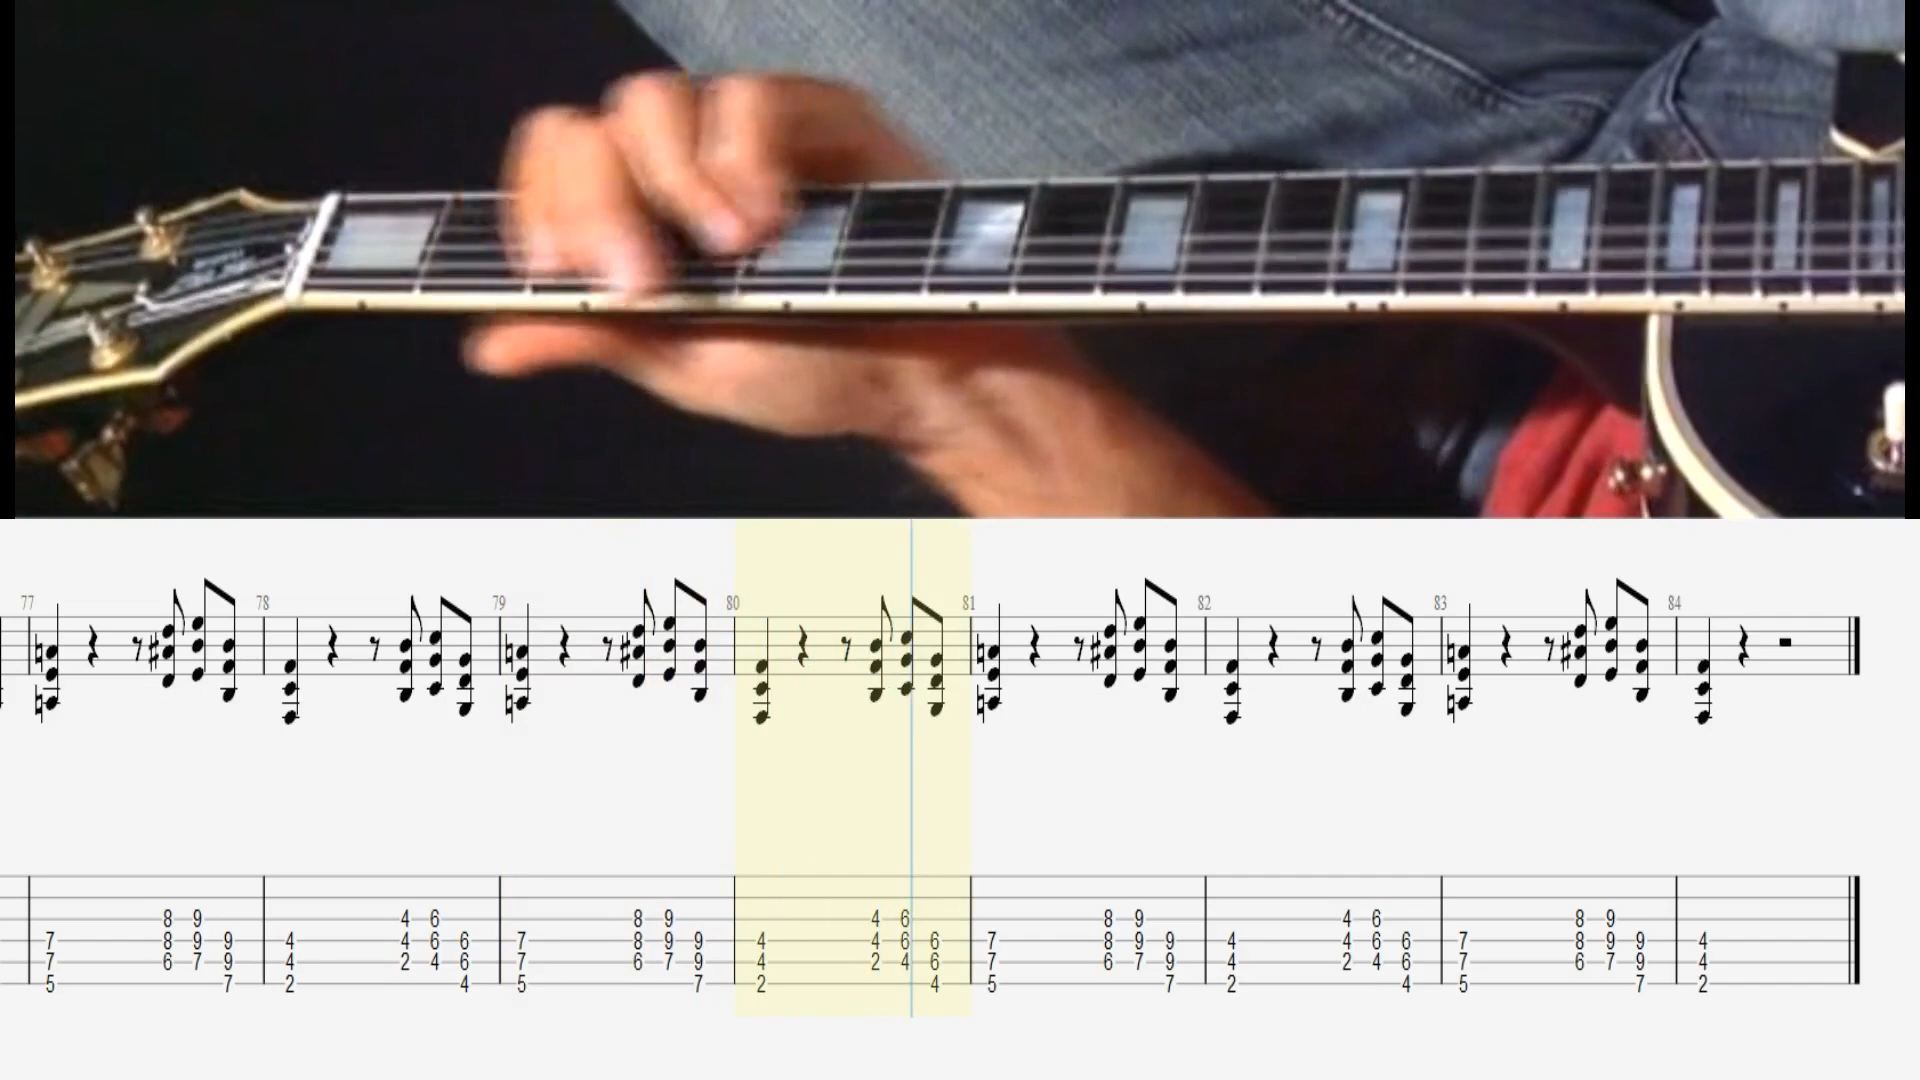 77 78 79 80 81 82 83 84
8 9 4 6 8 9 4 6 8 9 4 6 8 9
7 8 9 9 4 4 6 6 7 8 9 9 4 4 6 6 7 8 9 9 4 4 6 6 7 8 9 9 4
7 6 7 9 4 2 4 6 7 6 7 9 4 2 4 6 7 6 7 9 4 2 4 6 7 6 7 9 4
5 7 2 4 5 7 2 4 5 7 2 4 5 7 2